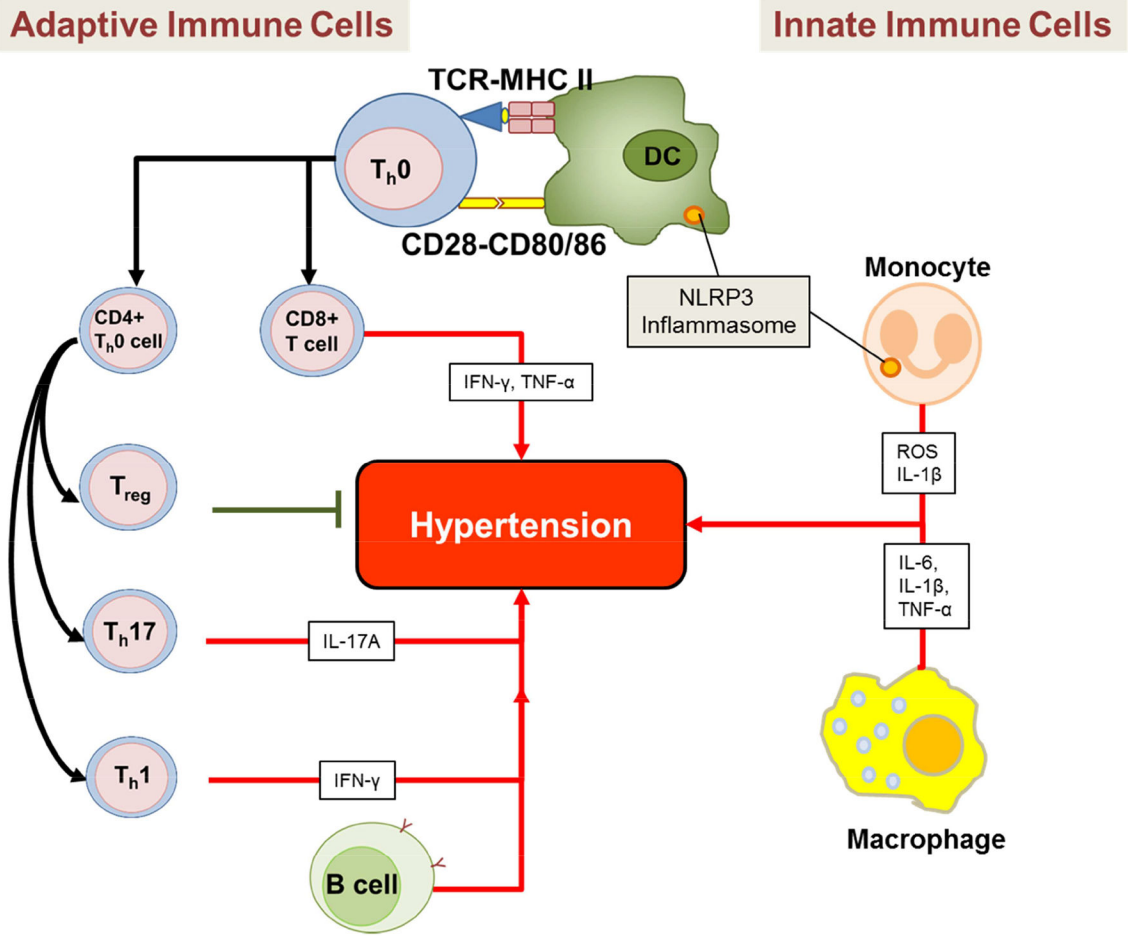 Adaptive Immune Cells
Innate Immune Cells
TCR-MHC II
Th0
DC
CD28-CD80/86
NLRP3
Inflammasome
Monocyte
CD4+
Th0 cell
CD8+
T cell
IFN-γ, TNF-α
ROS
IL-1β
Treg
Hypertension
IL-6,
IL-1β,
TNF-α
Th17
IL-17A
Th1
IFN-γ
Macrophage
B cell